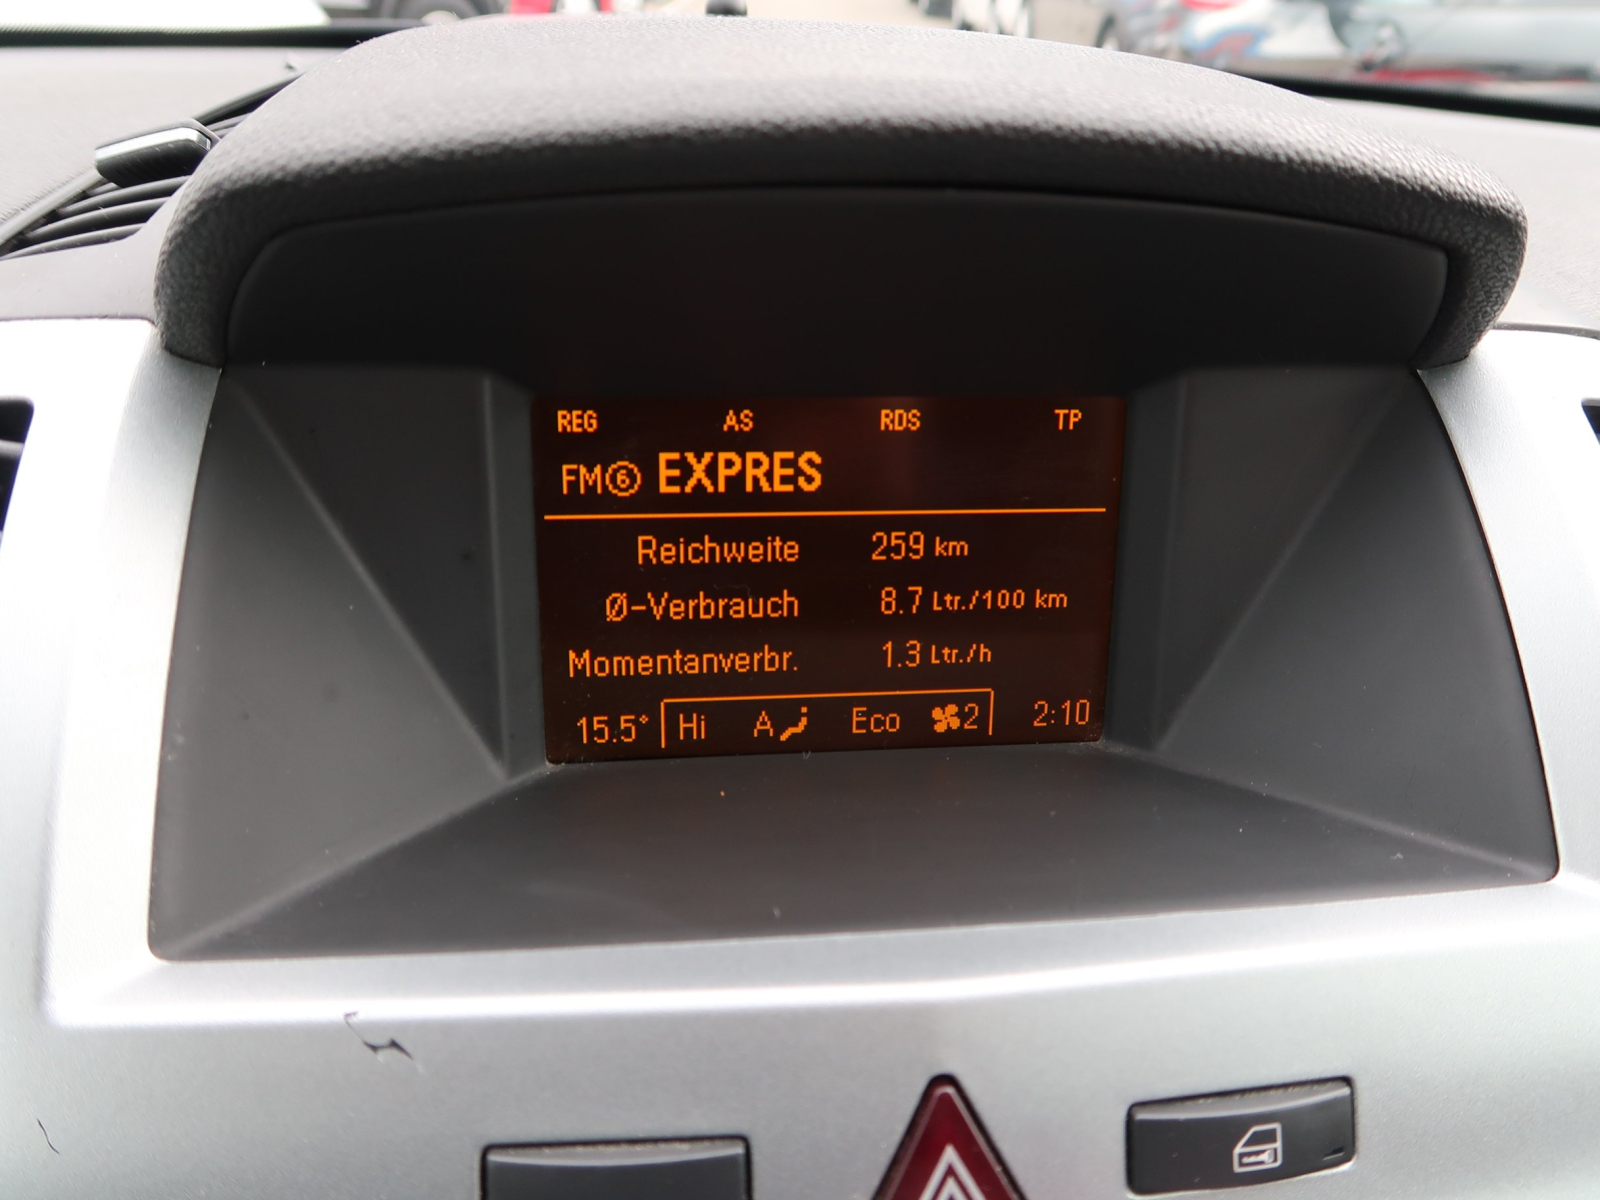 REG AS RDS TP
FM⑥ EXPRES
Reichweite 259 km
Ø-Verbrauch 8.7 Ltr./100 km
Momentanverbr. 1.3 Ltr./h
15.5° Hi A Eco 2 2:10